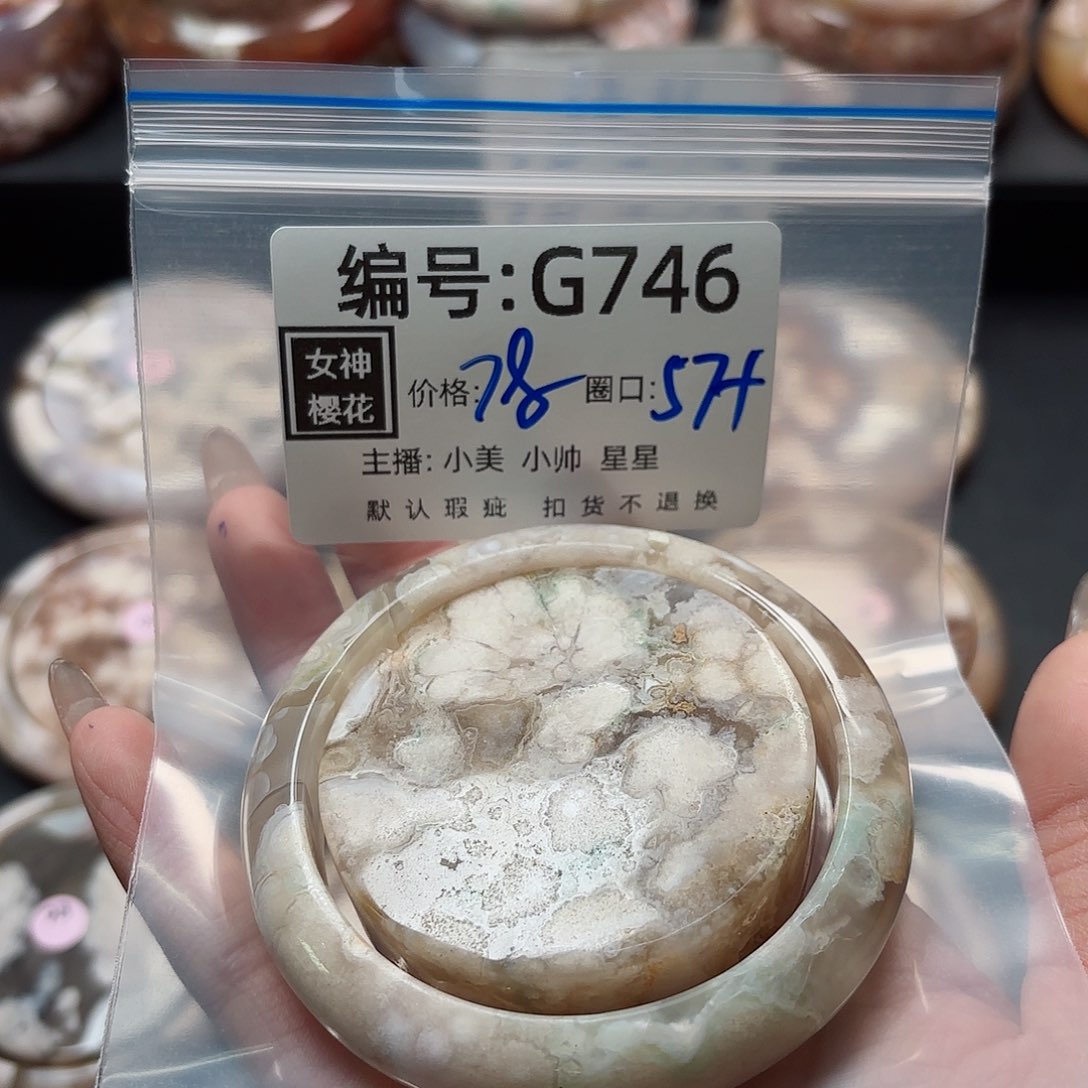 编号:G746
女神
樱花
价格:78 圈口:57+
主播: 小美 小帅 星星
默认瑕疵 扣货不退换